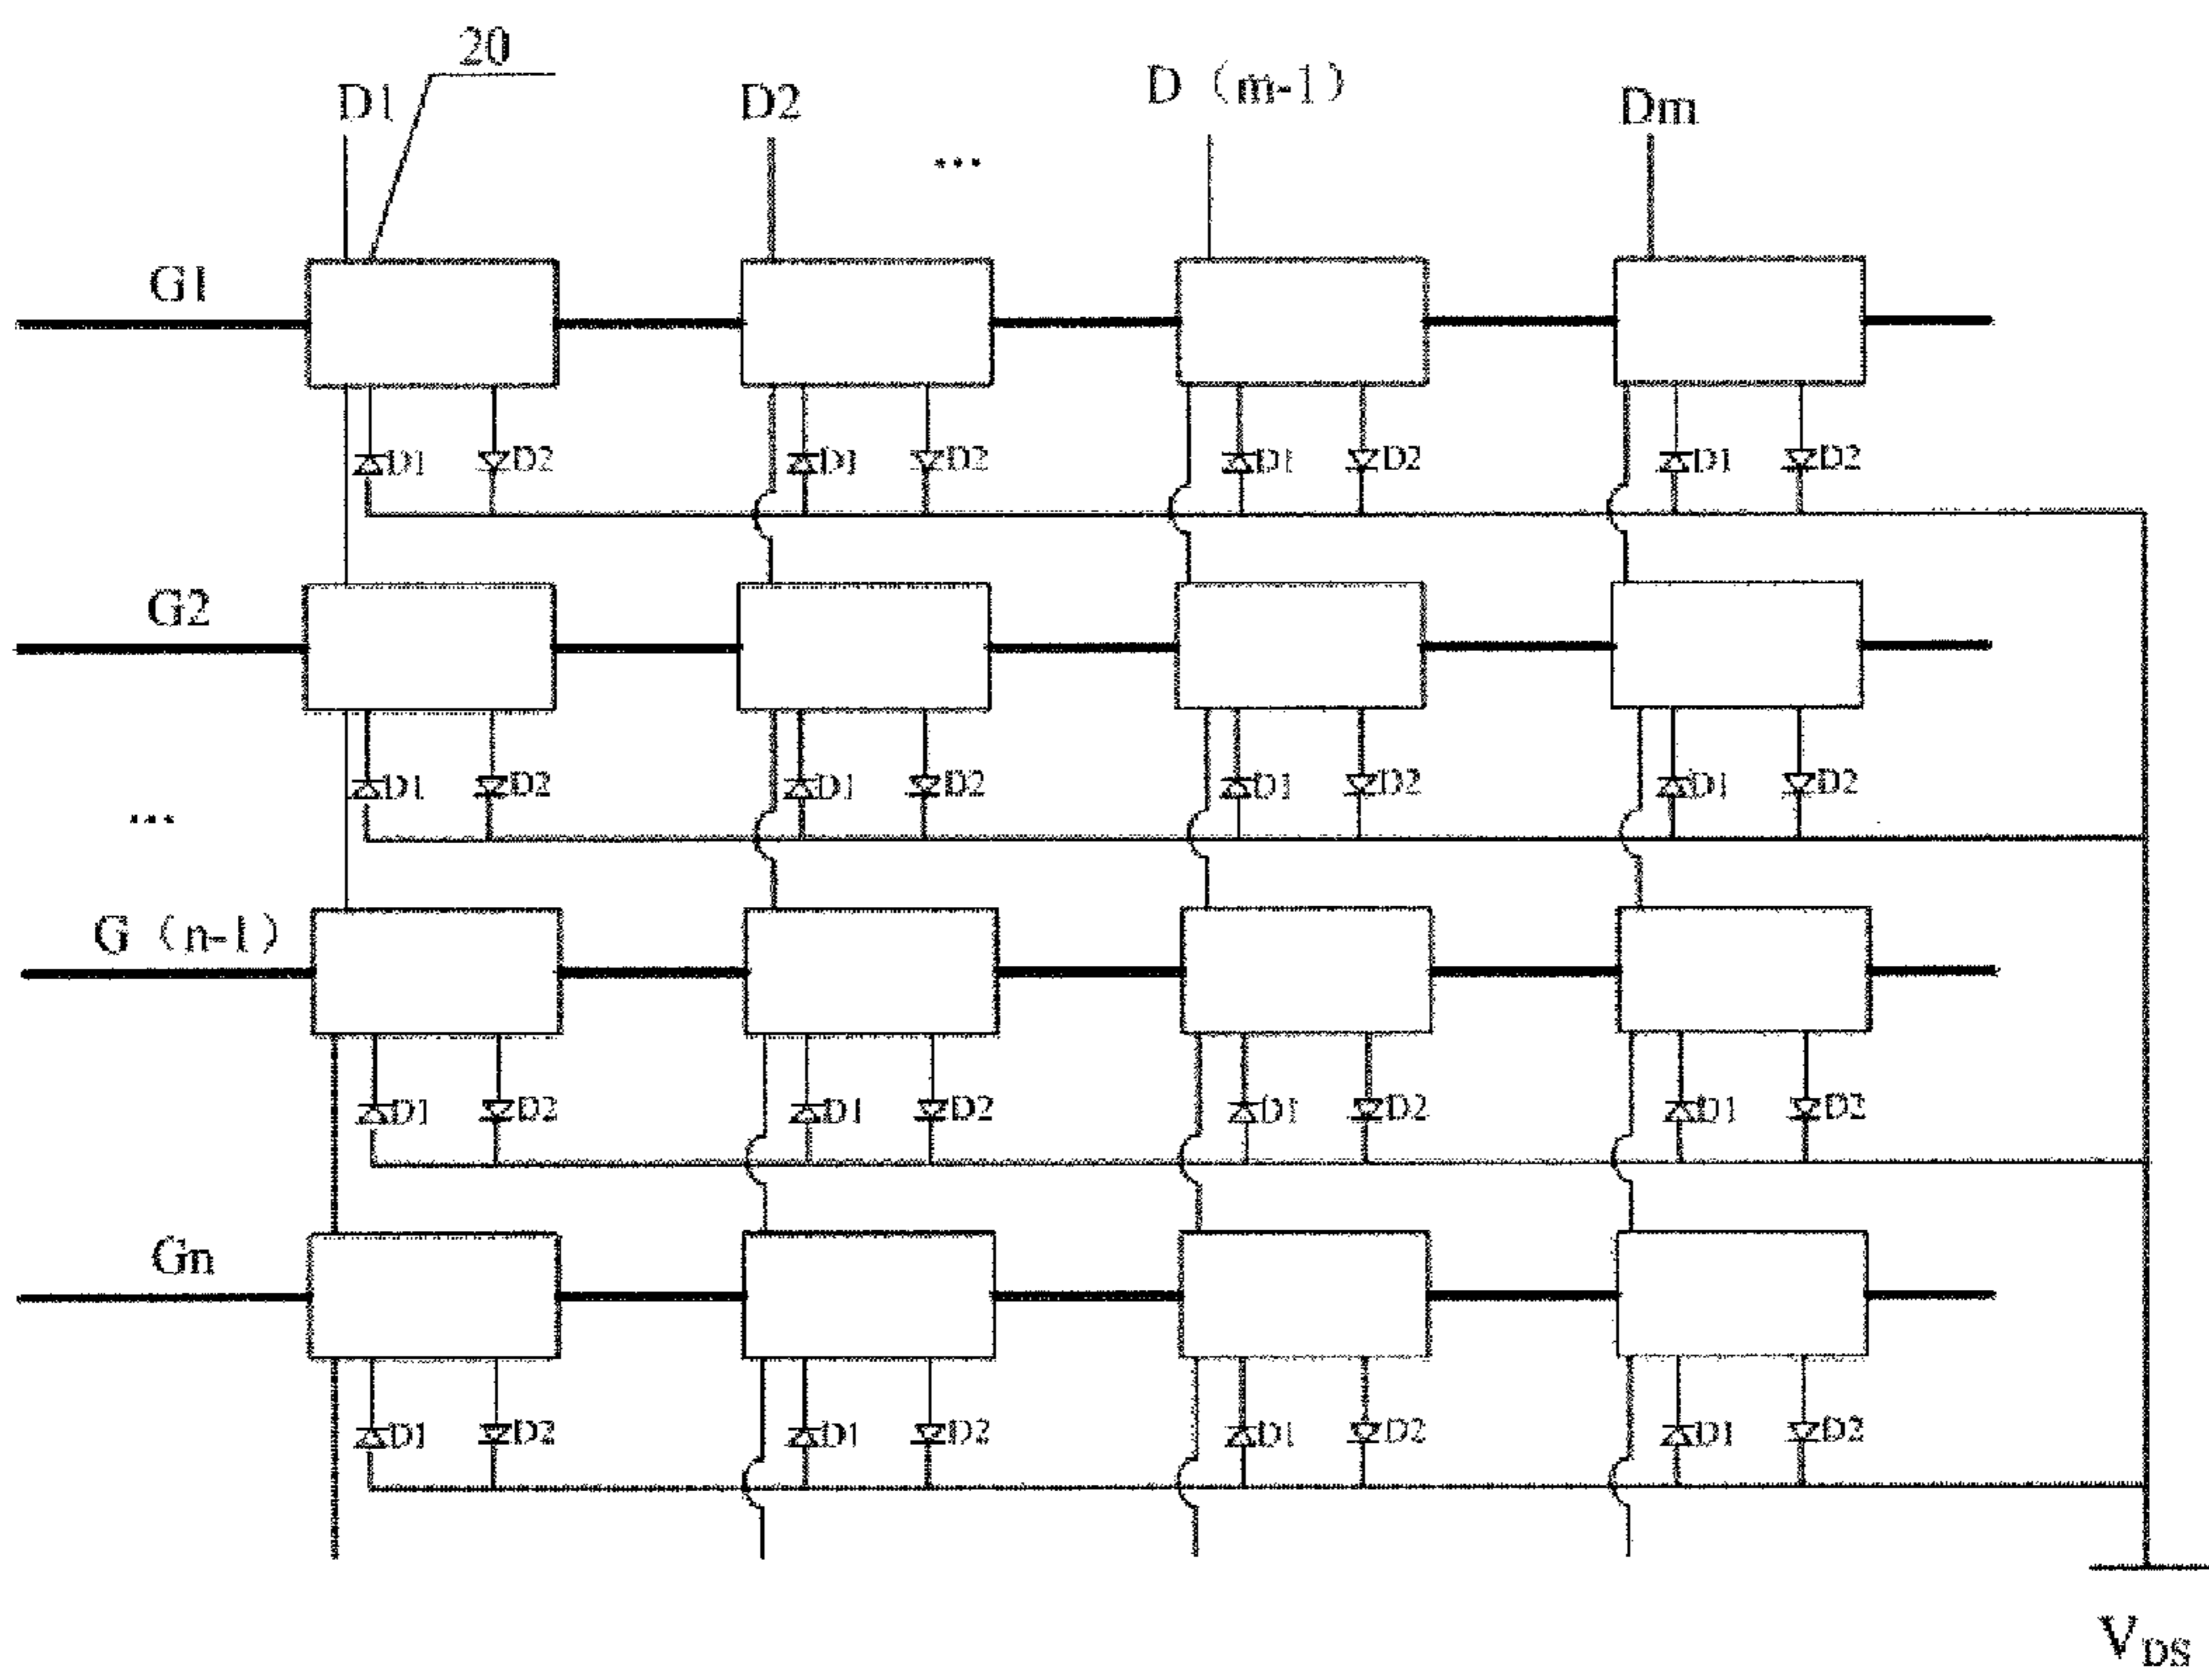 20
D1 D2 ... D（m-1） Dm
G1
D1 D2 D1 D2 D1 D2 D1 D2
G2
D1 D2 D1 D2 D1 D2 D1 D2
...
G（n-1）
D1 D2 D1 D2 D1 D2 D1 D2
Gn
D1 D2 D1 D2 D1 D2 D1 D2
VDS